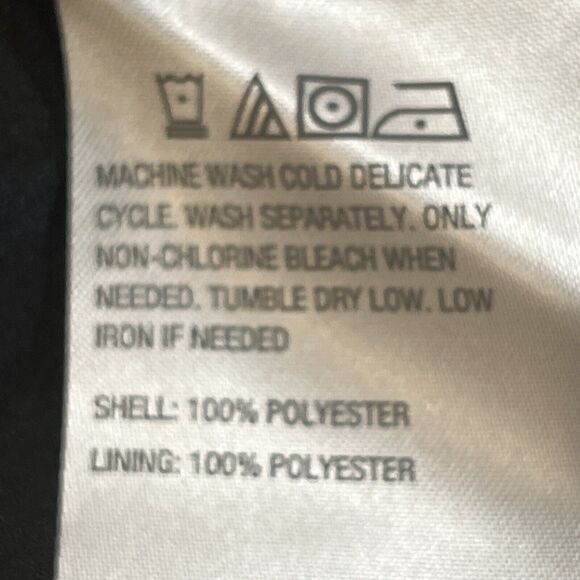 MACHINE WASH COLD DELICATE
CYCLE. WASH SEPARATELY. ONLY
NON-CHLORINE BLEACH WHEN
NEEDED. TUMBLE DRY LOW. LOW
IRON IF NEEDED
SHELL: 100% POLYESTER
LINING: 100% POLYESTER